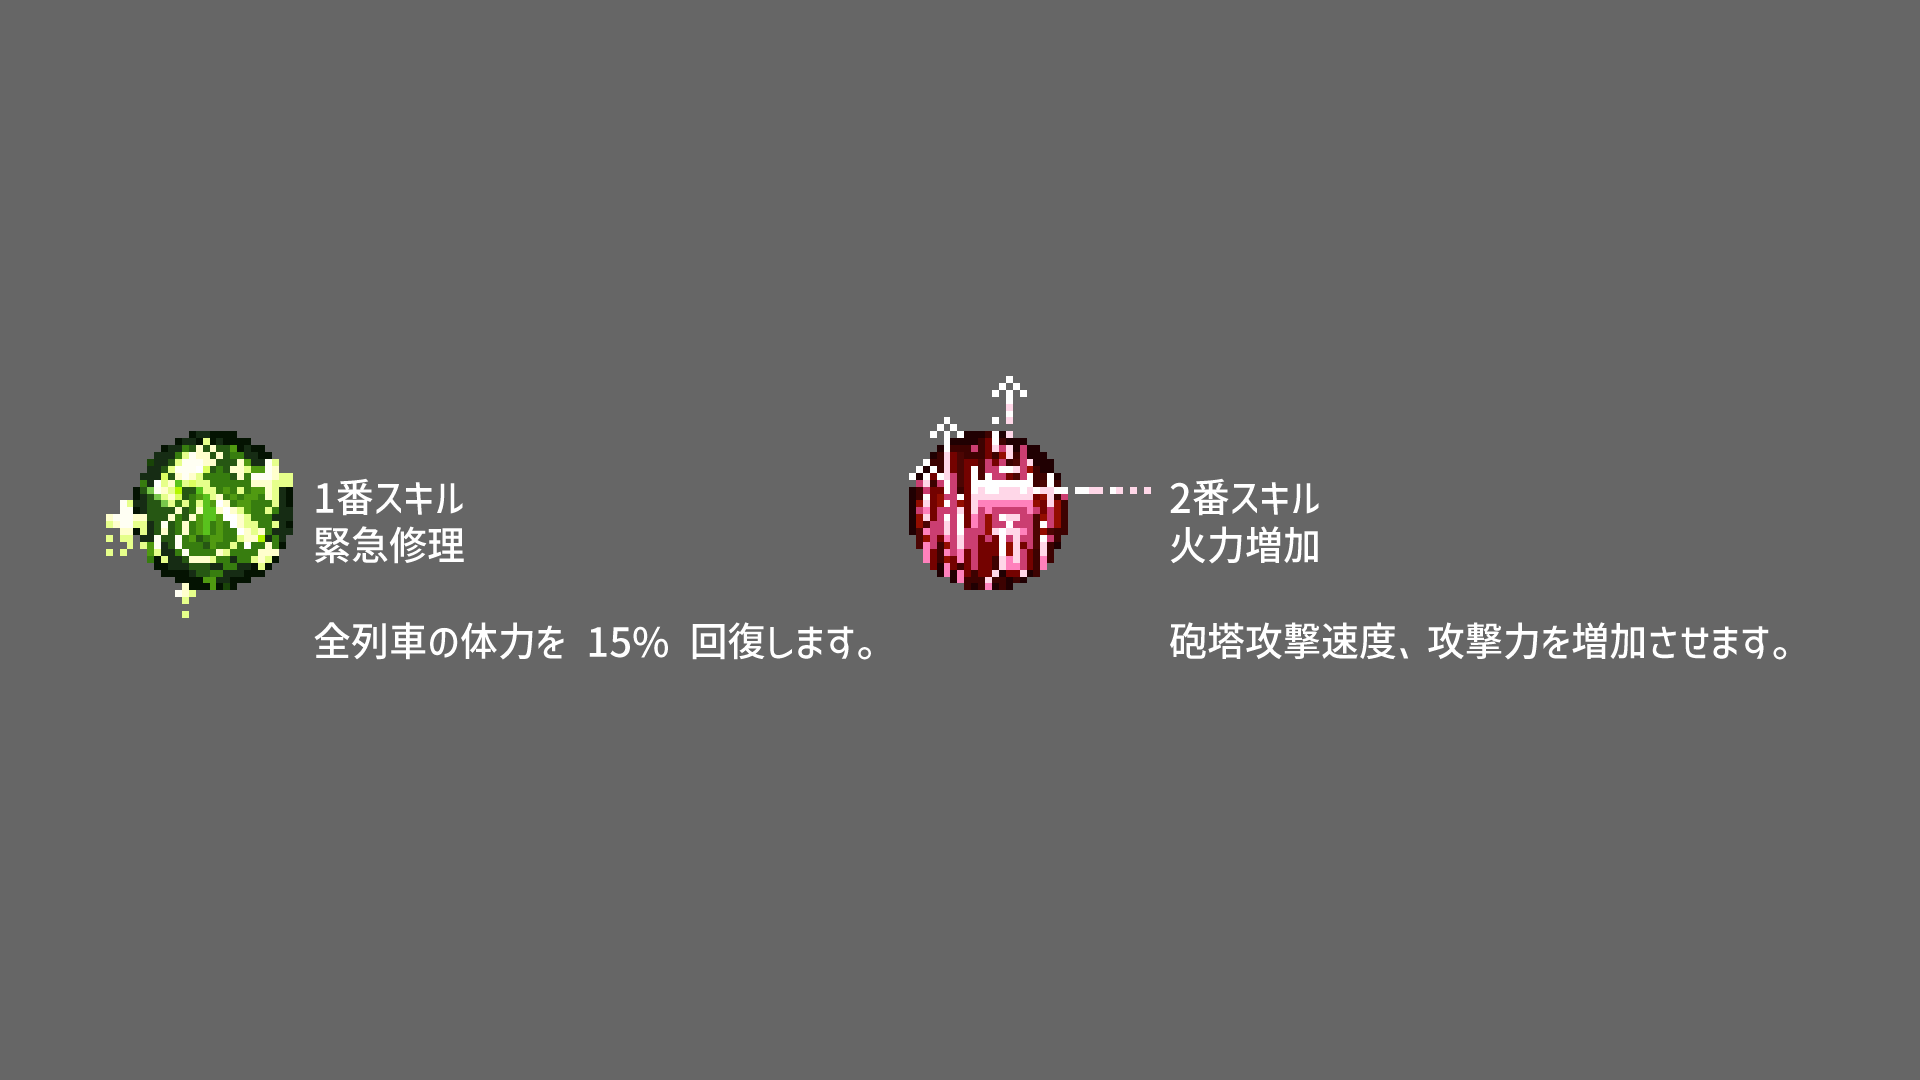 1番スキル
緊急修理
全列車の体力を 15% 回復します。
2番スキル
火力増加
砲塔攻撃速度、攻撃力を増加させます。